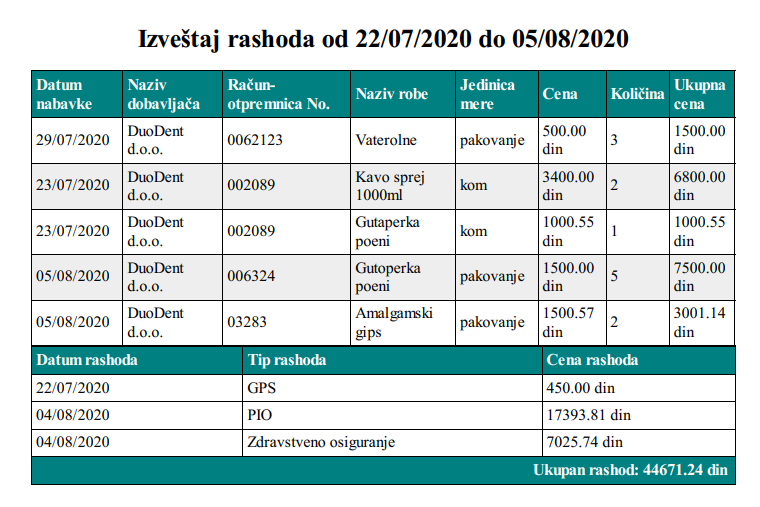 Izveštaj rashoda od 22/07/2020 do 05/08/2020
Datum nabavke Naziv dobavljača Račun-otpremnica No. Naziv robe Jedinica mere Cena Količina Ukupna cena
29/07/2020 DuoDent d.o.o. 0062123 Vaterolne pakovanje 500.00 din 3 1500.00 din
23/07/2020 DuoDent d.o.o. 002089 Kavo sprej 1000ml kom 3400.00 din 2 6800.00 din
23/07/2020 DuoDent d.o.o. 002089 Gutaperka poeni kom 1000.55 din 1 1000.55 din
05/08/2020 DuoDent d.o.o. 006324 Gutoperka poeni pakovanje 1500.00 din 5 7500.00 din
05/08/2020 DuoDent d.o.o. 03283 Amalgamski gips pakovanje 1500.57 din 2 3001.14 din
Datum rashoda Tip rashoda Cena rashoda
22/07/2020 GPS 450.00 din
04/08/2020 PIO 17393.81 din
04/08/2020 Zdravstveno osiguranje 7025.74 din
Ukupan rashod: 44671.24 din